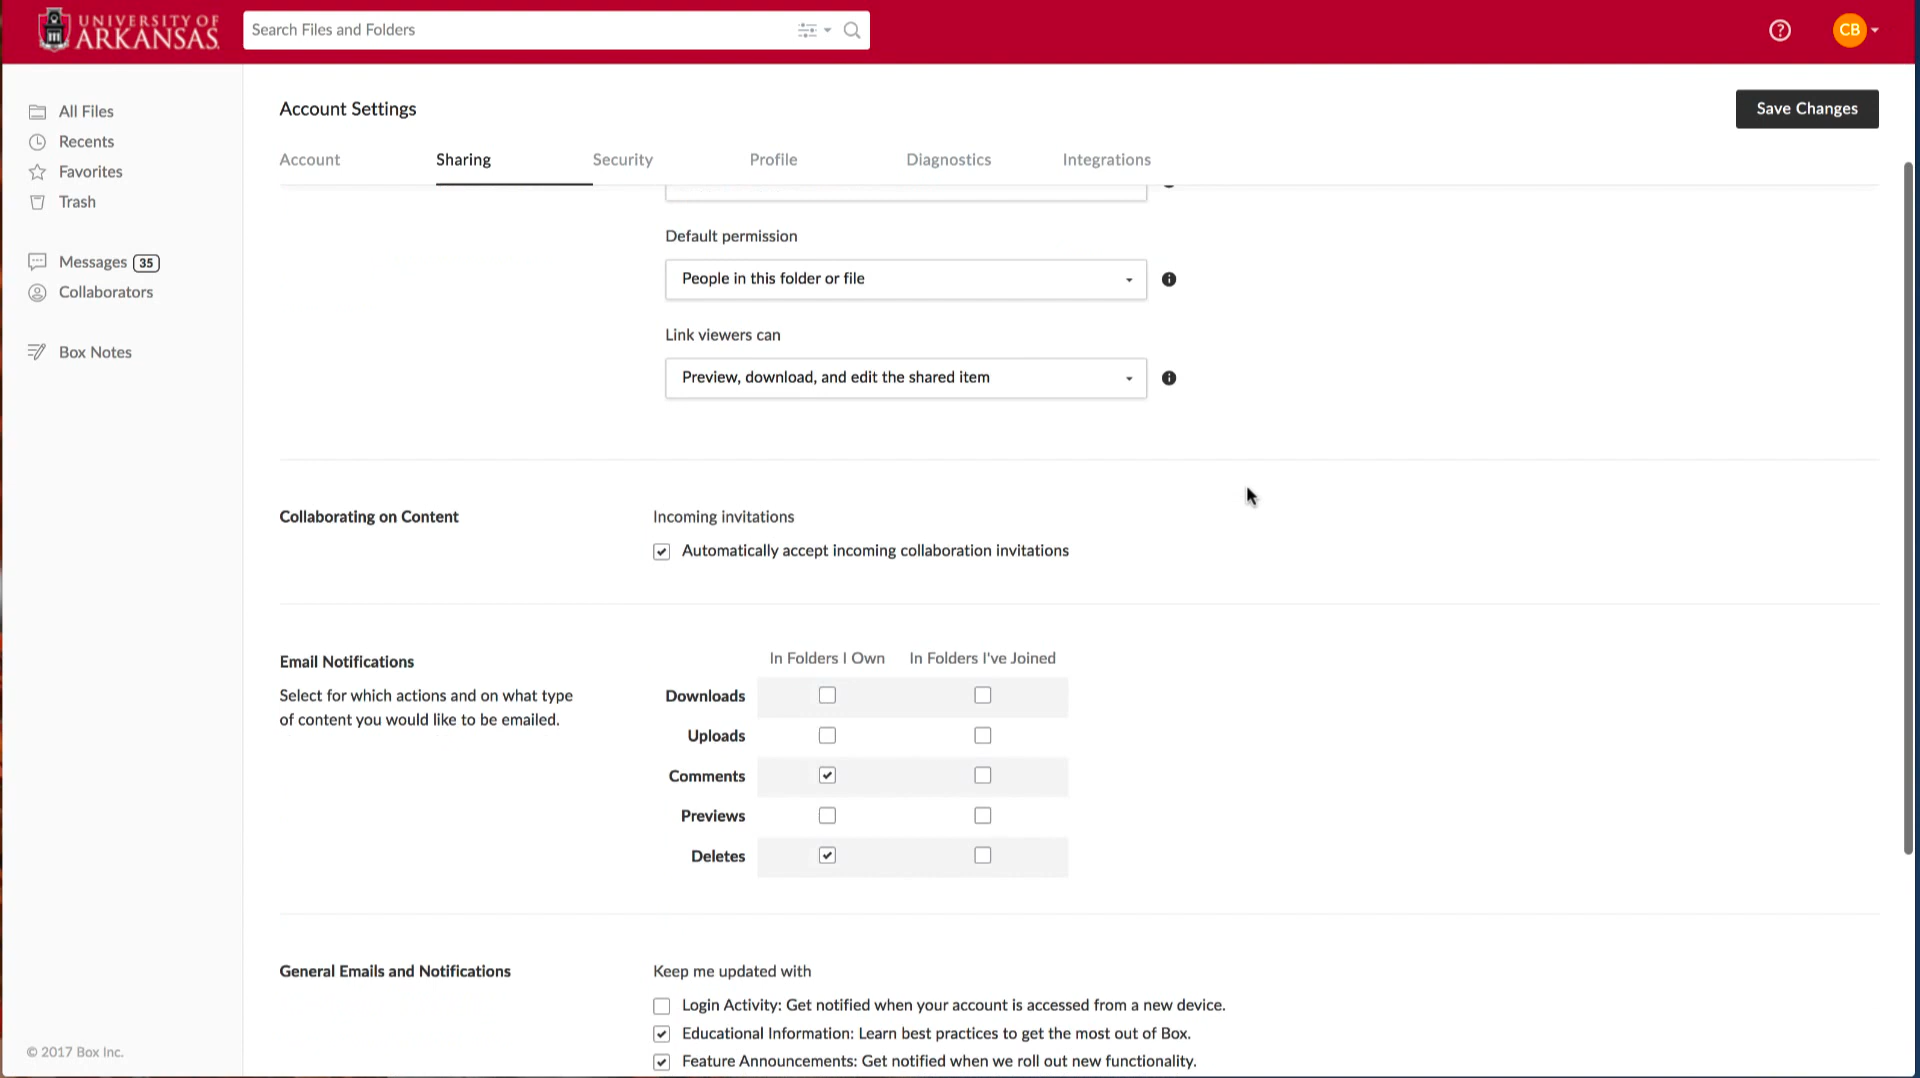 UNIVERSITY OF
ARKANSAS
Search Files and Folders
CB
All Files
Recents
Favorites
Trash
Messages 35
Collaborators
Box Notes
© 2017 Box Inc.
Account Settings
Save Changes
Account Sharing Security Profile Diagnostics Integrations
Default permission
People in this folder or file
Link viewers can
Preview, download, and edit the shared item
Collaborating on Content
Incoming invitations
Automatically accept incoming collaboration invitations
Email Notifications
Select for which actions and on what type
of content you would like to be emailed.
In Folders I Own In Folders I've Joined
Downloads
Uploads
Comments
Previews
Deletes
General Emails and Notifications
Keep me updated with
Login Activity: Get notified when your account is accessed from a new device.
Educational Information: Learn best practices to get the most out of Box.
Feature Announcements: Get notified when we roll out new functionality.